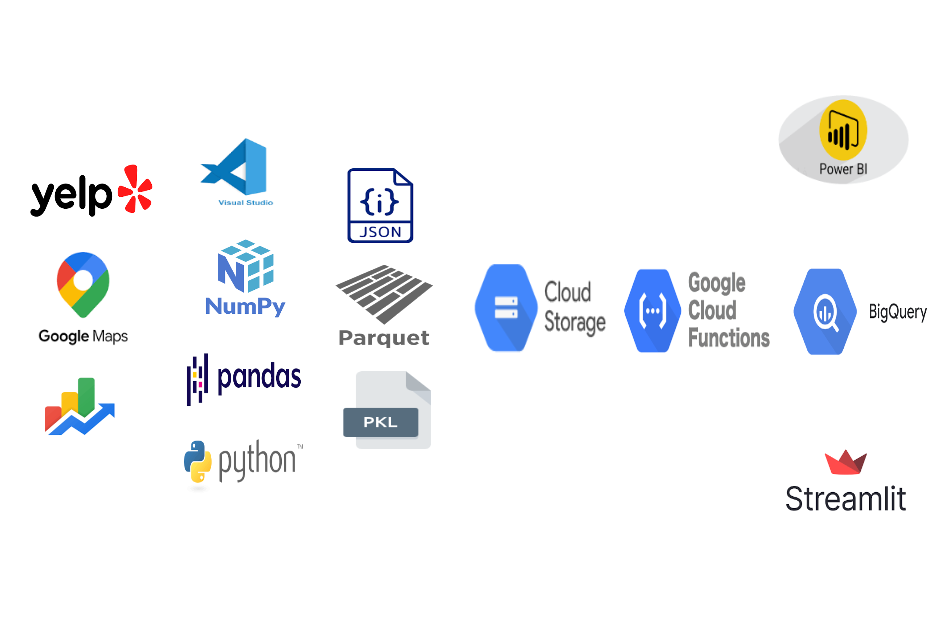 yelp
Google Maps
Visual Studio
NumPy
pandas
python™
{i}
JSON
Parquet
PKL
Cloud
Storage
Google
Cloud
Functions
Power BI
BigQuery
Streamlit